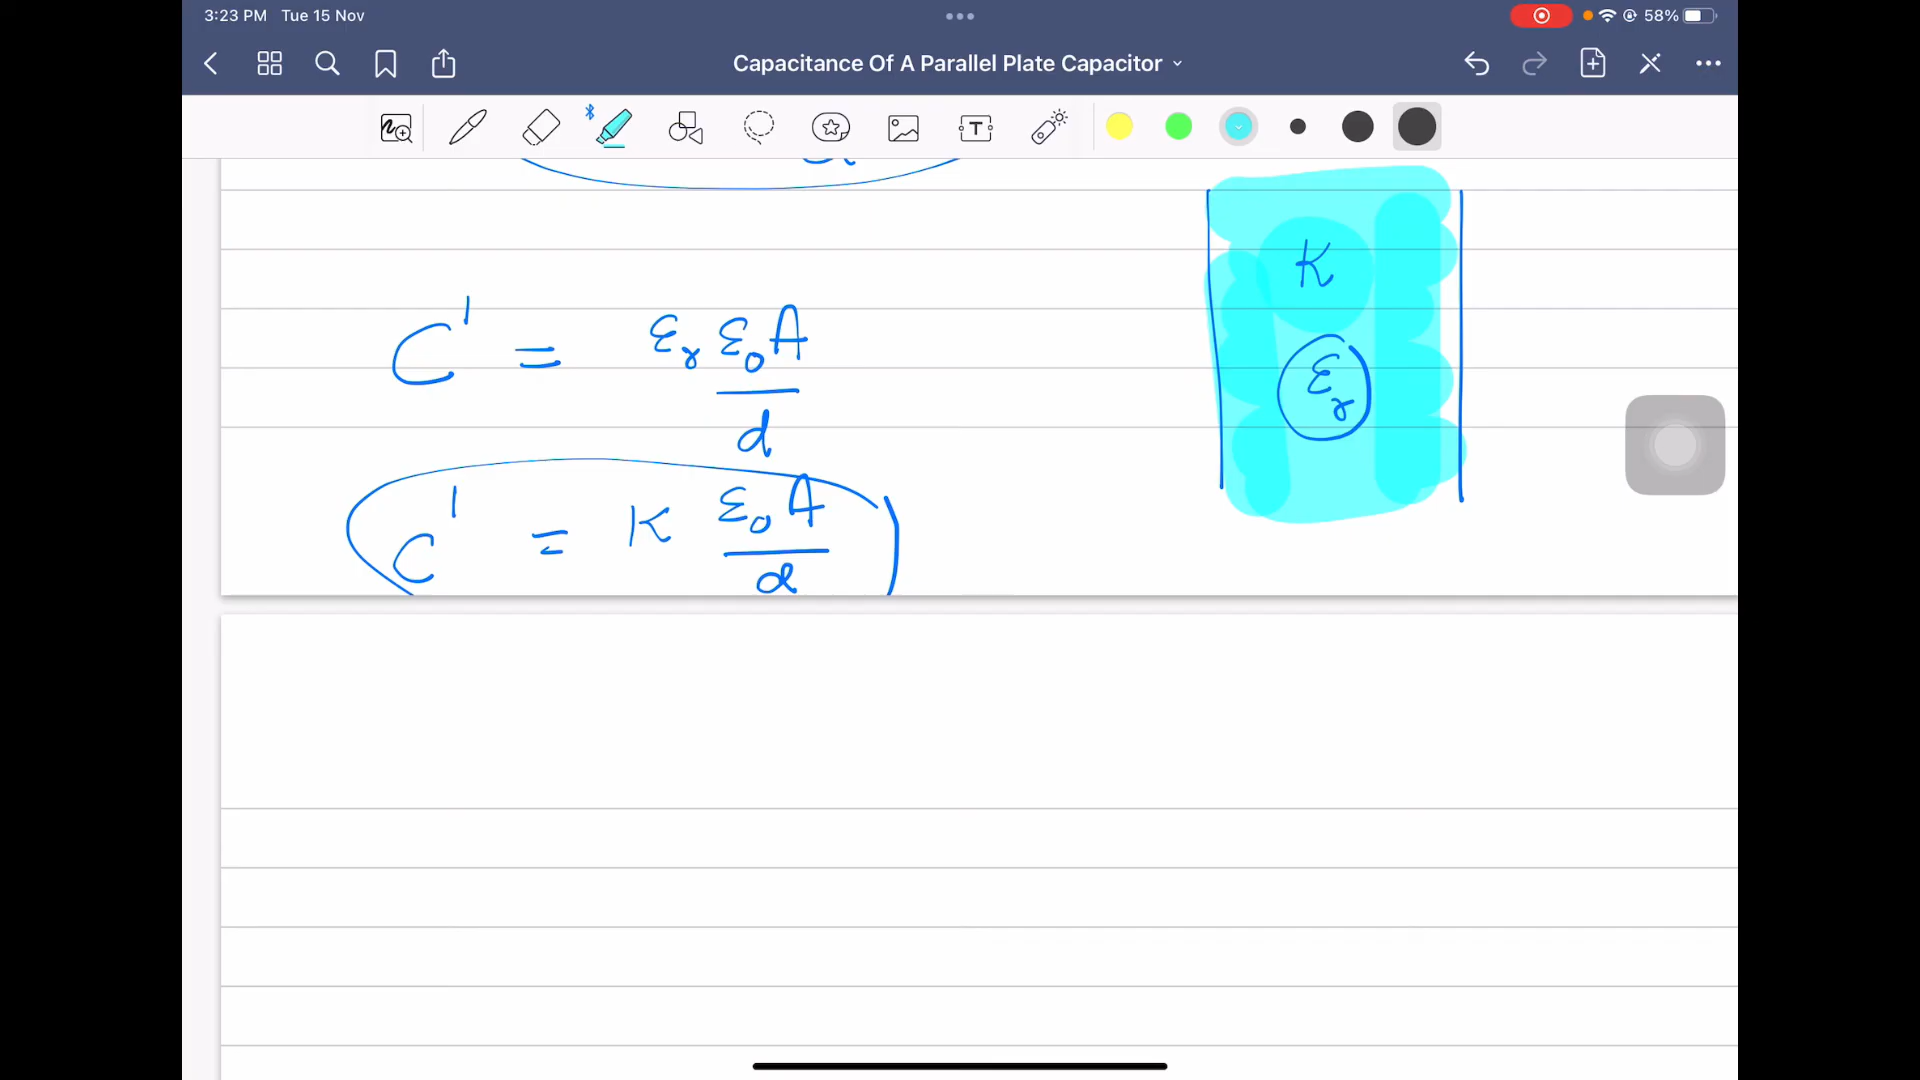 3:23 PM Tue 15 Nov
58%
Capacitance Of A Parallel Plate Capacitor
C' = εr ε0 A
d
C' = K ε0 A
d
K
εr